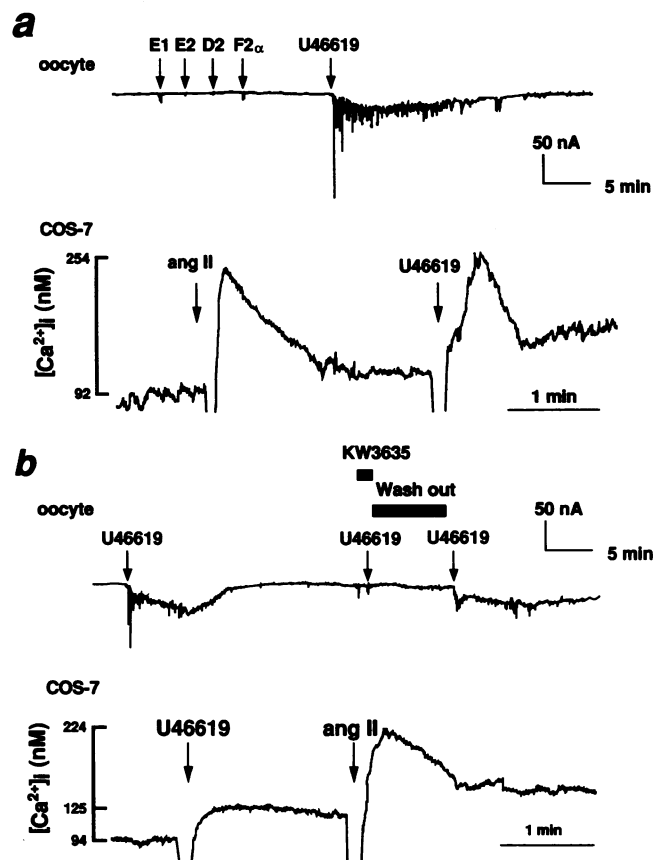 a
E1 E2 D2 F2α U46619
oocyte
50 nA
5 min
COS-7
254
ang II
U46619
[Ca2+]i (nM)
92
1 min
b
KW3635
Wash out
oocyte
50 nA
U46619 U46619 U46619
5 min
COS-7
224
U46619 ang II
[Ca2+]i (nM)
125
94
1 min